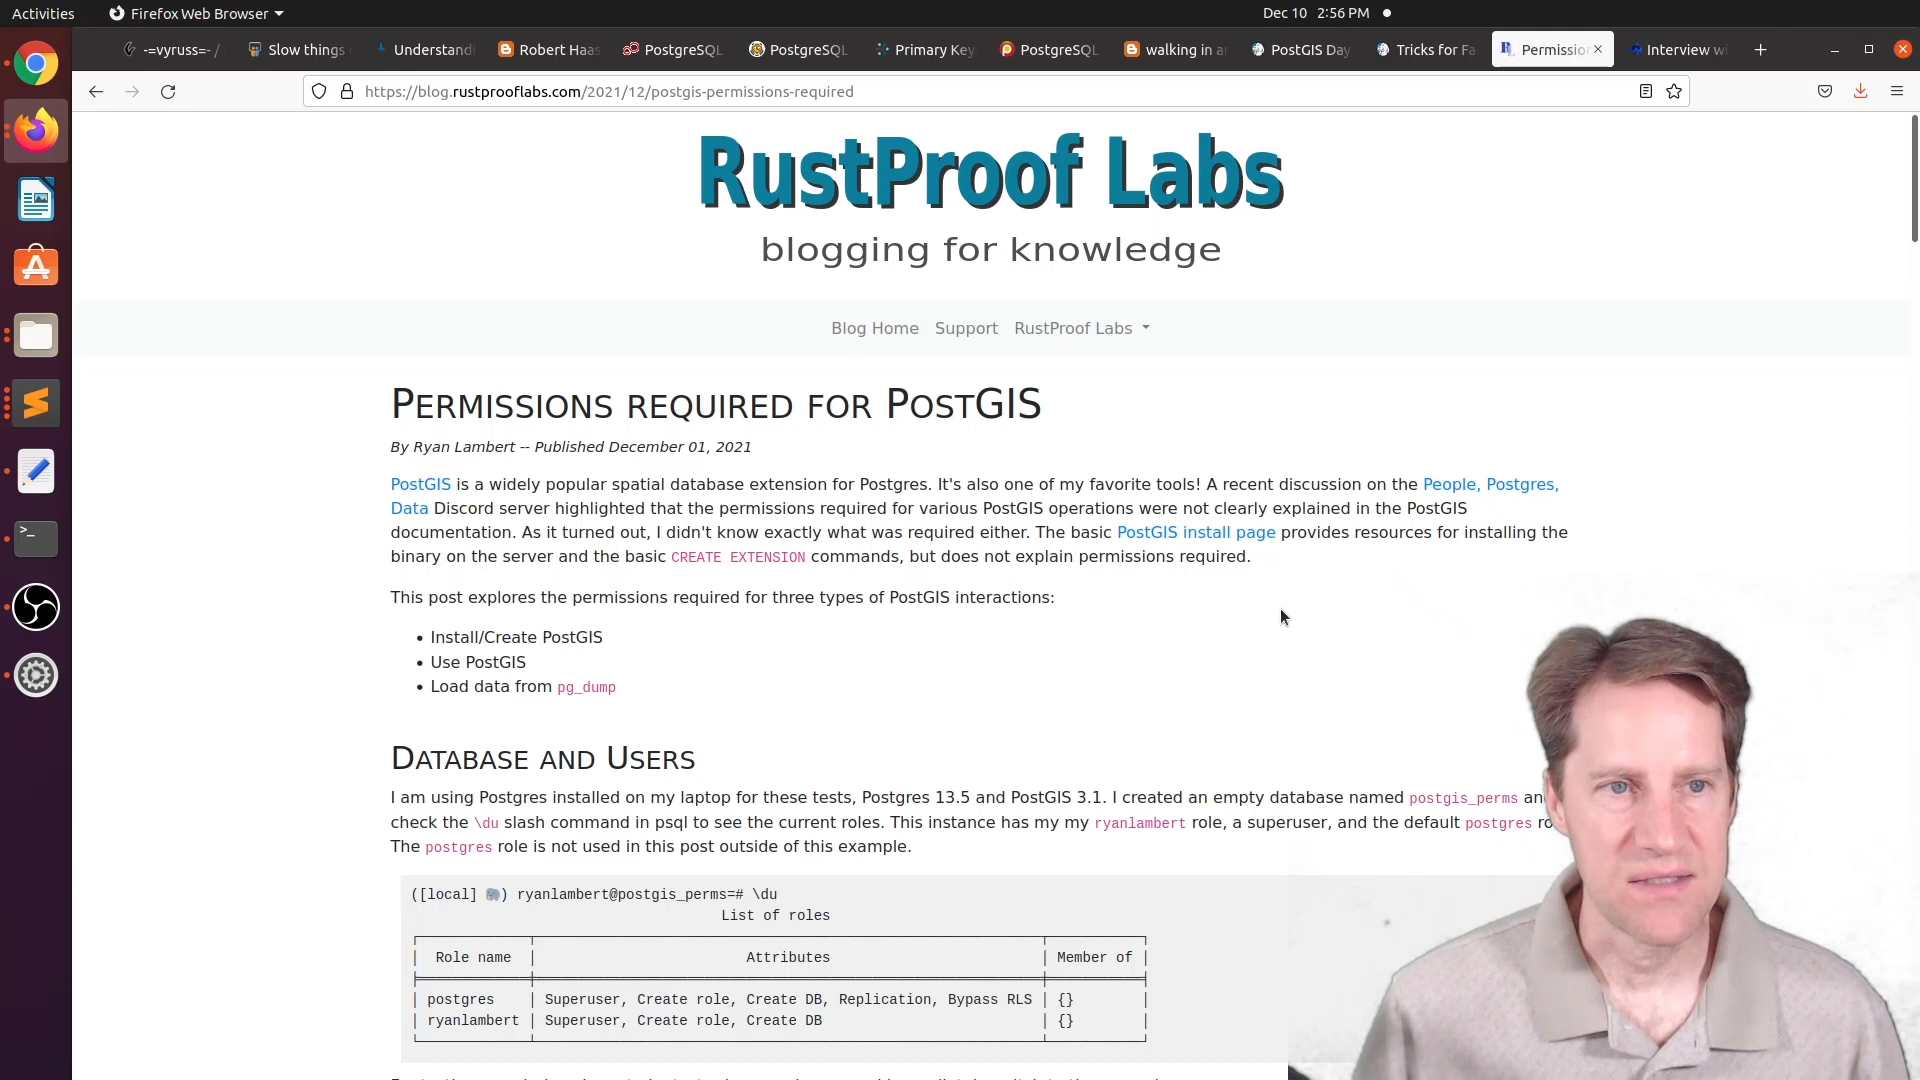 Activities
Firefox Web Browser
Dec 10 2:56 PM
-=vyruss=- /
Slow things
Understandi
Robert Haas
PostgreSQL
PostgreSQL
Primary Key
PostgreSQL
walking in a
PostGIS Day
Tricks for Fa
Permission
Interview wi
https://blog.rustprooflabs.com/2021/12/postgis-permissions-required
RustProof Labs
blogging for knowledge
Blog Home Support RustProof Labs
PERMISSIONS REQUIRED FOR POSTGIS
By Ryan Lambert -- Published December 01, 2021
PostGIS is a widely popular spatial database extension for Postgres. It's also one of my favorite tools! A recent discussion on the People, Postgres,
Data Discord server highlighted that the permissions required for various PostGIS operations were not clearly explained in the PostGIS
documentation. As it turned out, I didn't know exactly what was required either. The basic PostGIS install page provides resources for installing the
binary on the server and the basic CREATE EXTENSION commands, but does not explain permissions required.
This post explores the permissions required for three types of PostGIS interactions:
• Install/Create PostGIS
• Use PostGIS
• Load data from pg_dump
DATABASE AND USERS
I am using Postgres installed on my laptop for these tests, Postgres 13.5 and PostGIS 3.1. I created an empty database named postgis_perms an
check the \du slash command in psql to see the current roles. This instance has my my ryanlambert role, a superuser, and the default postgres ro
The postgres role is not used in this post outside of this example.
([local] 🐘) ryanlambert@postgis_perms=# \du
List of roles
Role name | Attributes | Member of
postgres | Superuser, Create role, Create DB, Replication, Bypass RLS | {}
ryanlambert | Superuser, Create role, Create DB | {}